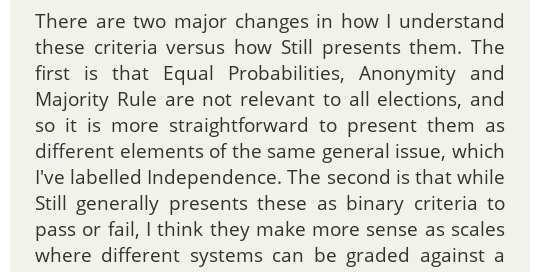 There are two major changes in how I understand
these criteria versus how Still presents them. The
first is that Equal Probabilities, Anonymity and
Majority Rule are not relevant to all elections, and
so it is more straightforward to present them as
different elements of the same general issue, which
I've labelled Independence. The second is that while
Still generally presents these as binary criteria to
pass or fail, I think they make more sense as scales
where different systems can be graded against a